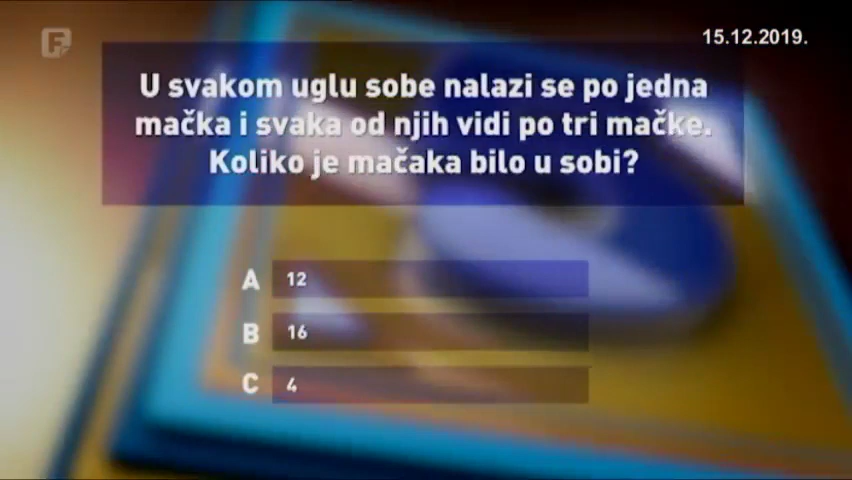 F
15.12.2019.
U svakom uglu sobe nalazi se po jedna
mačka i svaka od njih vidi po tri mačke.
Koliko je mačaka bilo u sobi?
A 12
B 16
C 4